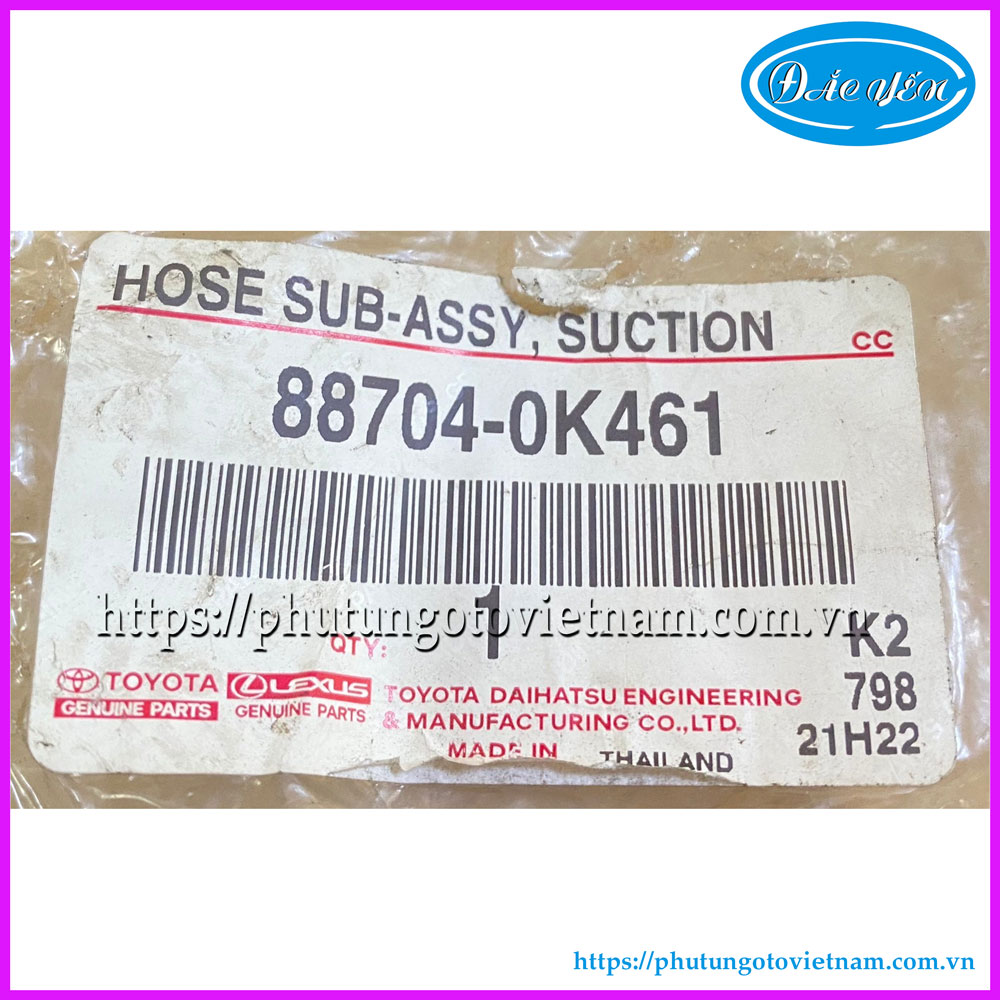 ĐẮC YẾN
HOSE SUB-ASSY, SUCTION
CC
88704-0K461
https://phutungotovietnam.com.vn
QTY: 1
K2
TOYOTA
GENUINE PARTS
LEXUS
GENUINE PARTS
TOYOTA DAIHATSU ENGINEERING
& MANUFACTURING CO.,LTD.
MADE IN THAILAND
798
21H22
https://phutungotovietnam.com.vn